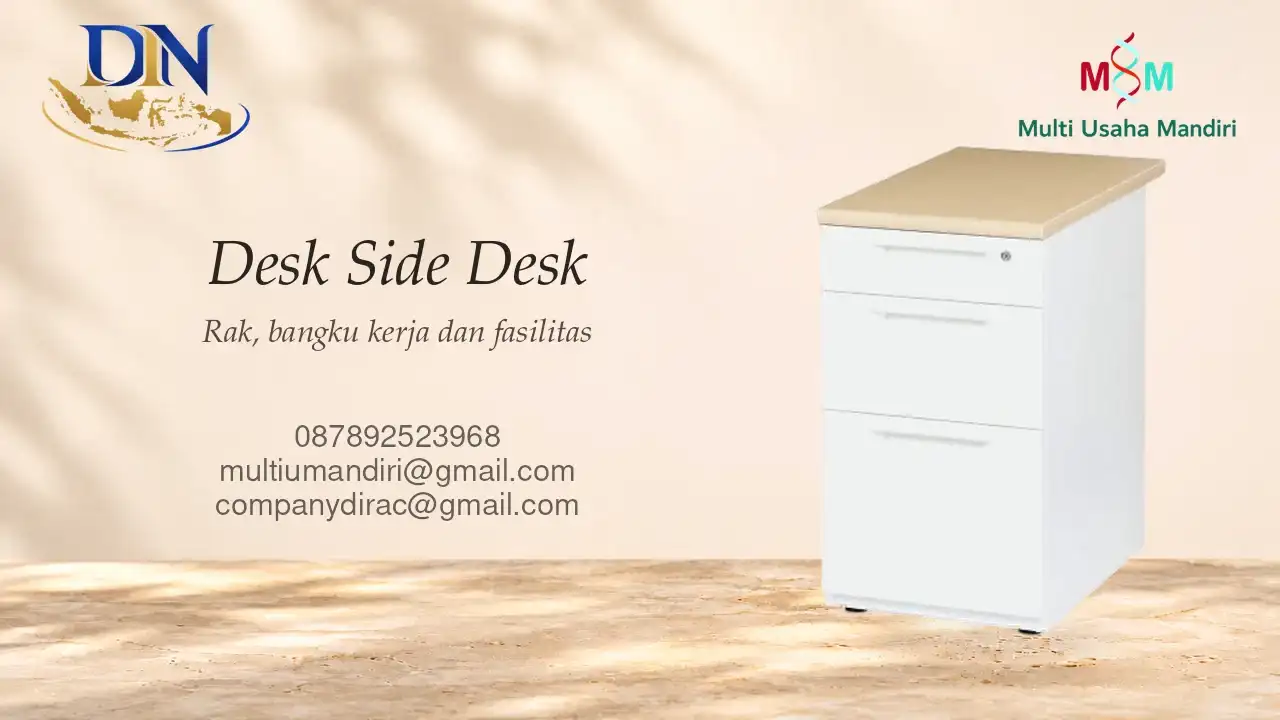 DN
MSM
Multi Usaha Mandiri
Desk Side Desk
Rak, bangku kerja dan fasilitas
087892523968
multiumandiri@gmail.com
companydirac@gmail.com